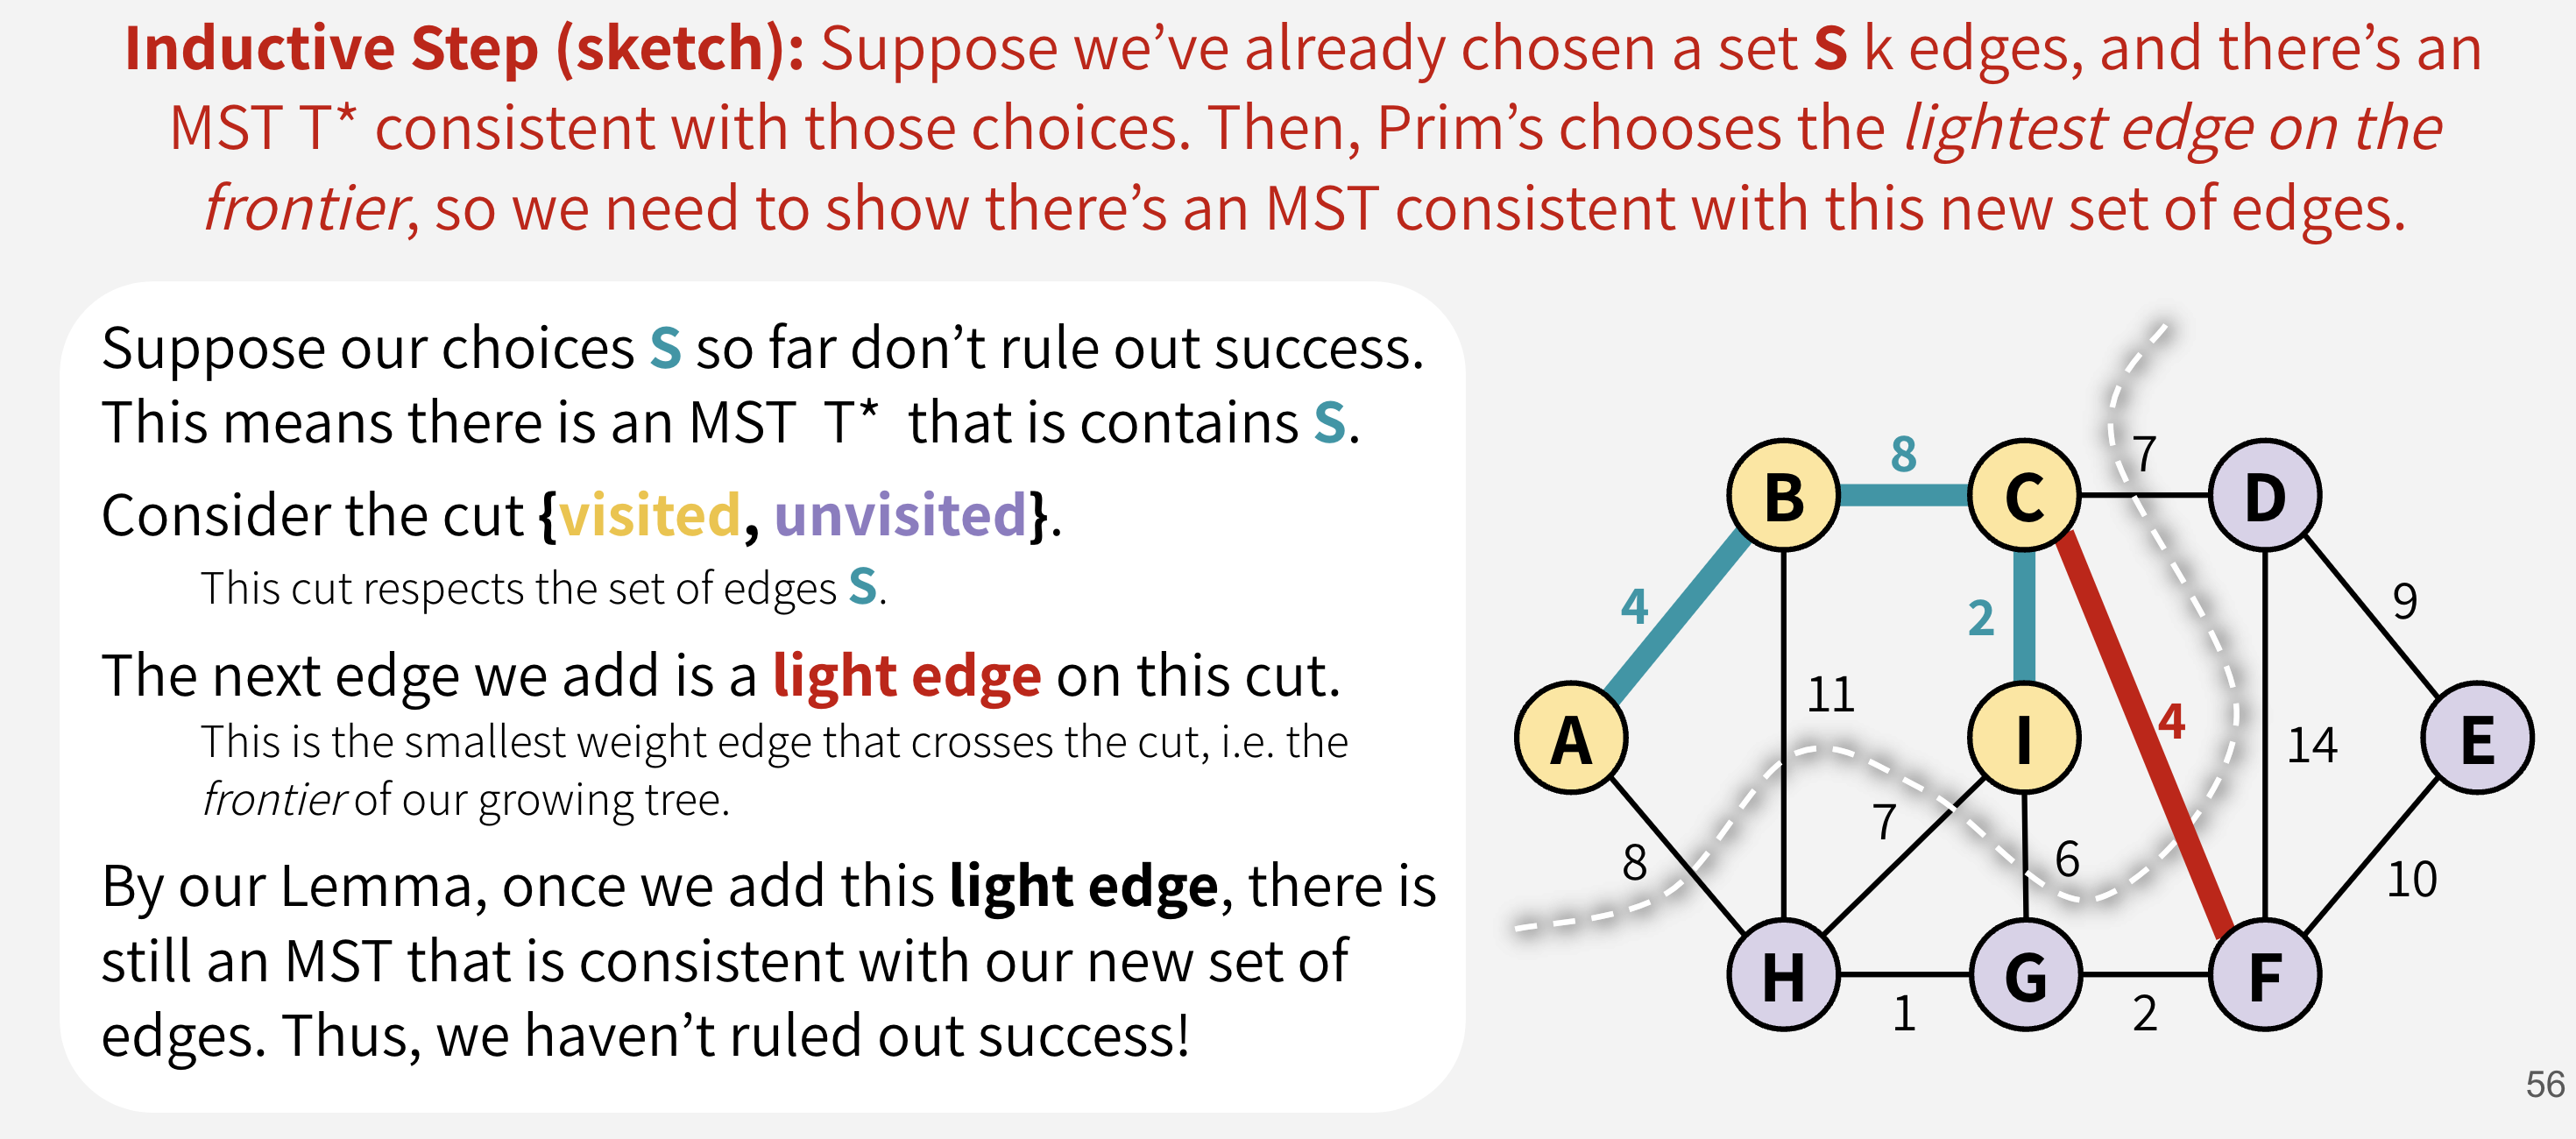 Inductive Step (sketch): Suppose we’ve already chosen a set S k edges, and there’s an
MST T* consistent with those choices. Then, Prim’s chooses the lightest edge on the
frontier, so we need to show there’s an MST consistent with this new set of edges.
Suppose our choices S so far don’t rule out success.
This means there is an MST T* that is contains S.
Consider the cut {visited, unvisited}.
This cut respects the set of edges S.
The next edge we add is a light edge on this cut.
This is the smallest weight edge that crosses the cut, i.e. the
frontier of our growing tree.
By our Lemma, once we add this light edge, there is
still an MST that is consistent with our new set of
edges. Thus, we haven’t ruled out success!
8
7
B
C
D
4
2
9
11
4
A
I
14
E
7
8
6
10
H
G
F
1
2
56